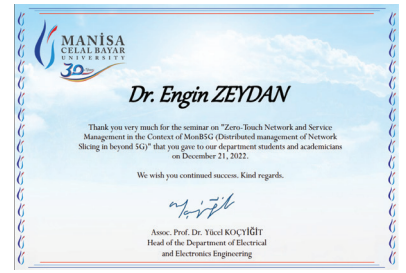 MANİSA
CELAL BAYAR
UNIVERSITY
30
Dr. Engin ZEYDAN
Thank you very much for the seminar on "Zero-Touch Network and Service
Management in the Context of MonB5G (Distributed management of Network
Slicing in beyond 5G)" that you gave to our department students and academicians
on December 21, 2022.
We wish you continued success. Kind regards.
Assoc. Prof. Dr. Yücel KOÇYİĞİT
Head of the Department of Electrical
and Electronics Engineering